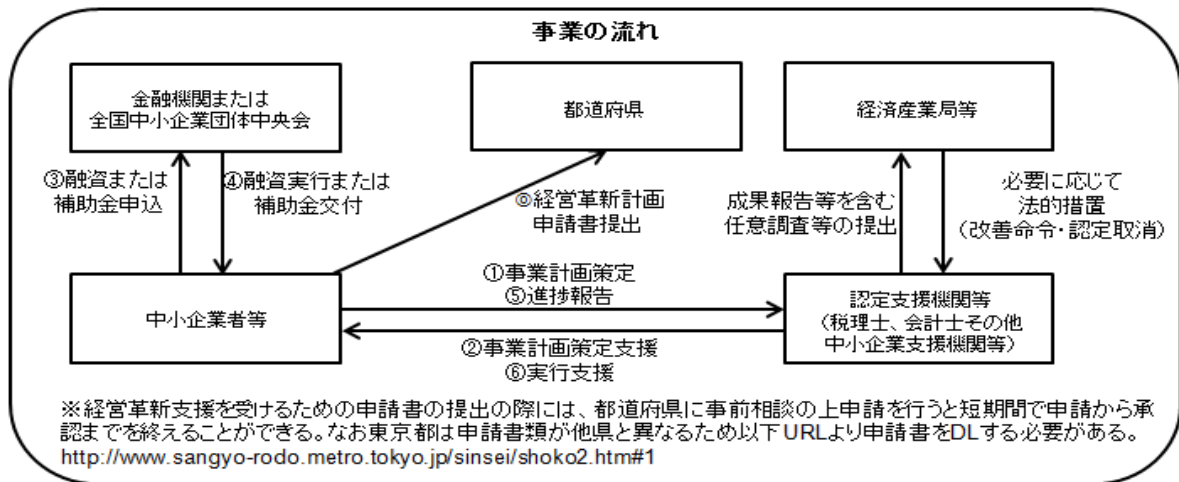 事業の流れ
金融機関または
全国中小企業団体中央会
都道府県
経済産業局等
③融資または
補助金申込
④融資実行または
補助金交付
⓪経営革新計画
申請書提出
成果報告等を含む
任意調査等の提出
必要に応じて
法的措置
(改善命令・認定取消)
中小企業者等
①事業計画策定
⑤進捗報告
認定支援機関等
(税理士、会計士その他
中小企業支援機関等)
②事業計画策定支援
⑥実行支援
※経営革新支援を受けるための申請書の提出の際には、都道府県に事前相談の上申請を行うと短期間で申請から承
認までを終えることができる。なお東京都は申請書類が他県と異なるため以下URLより申請書をDLする必要がある。
http://www.sangyo-rodo.metro.tokyo.jp/sinsei/shoko2.htm#1